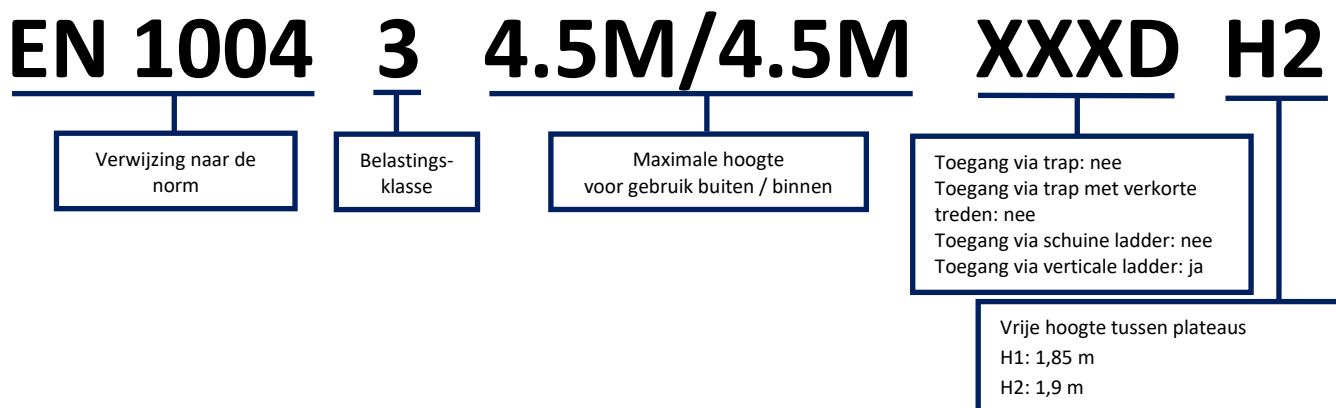 EN 1004 3 4.5M/4.5M XXXD H2
Verwijzing naar de
norm
Belastings-
klasse
Maximale hoogte
voor gebruik buiten / binnen
Toegang via trap: nee
Toegang via trap met verkorte
treden: nee
Toegang via schuine ladder: nee
Toegang via verticale ladder: ja
Vrije hoogte tussen plateaus
H1: 1,85 m
H2: 1,9 m